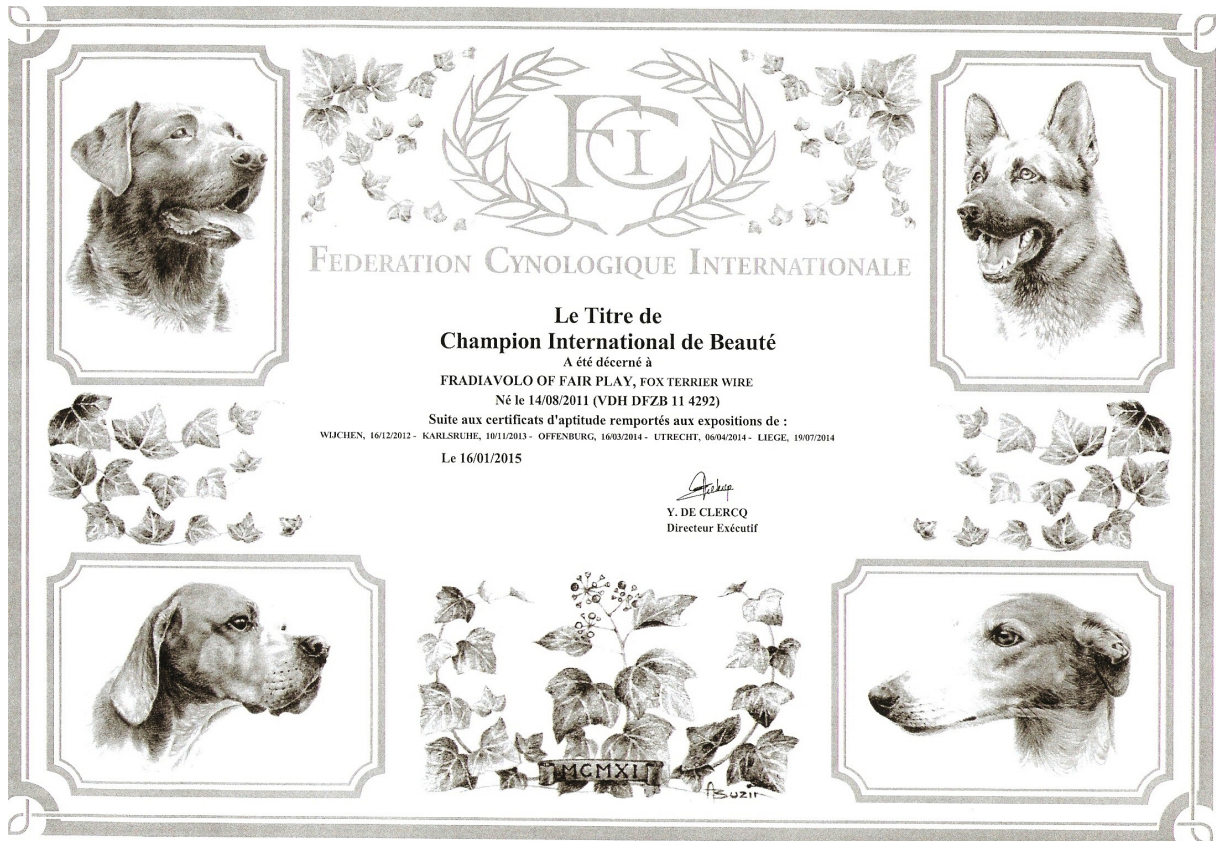 FCI
FEDERATION CYNOLOGIQUE INTERNATIONALE
Le Titre de
Champion International de Beauté
A été décerné à
FRADIAVOLO OF FAIR PLAY, FOX TERRIER WIRE
Né le 14/08/2011 (VDH DFZB 11 4292)
Suite aux certificats d'aptitude remportés aux expositions de :
WIJCHEN, 16/12/2012 - KARLSRUHE, 10/11/2013 - OFFENBURG, 16/03/2014 - UTRECHT, 06/04/2014 - LIEGE, 19/07/2014
Le 16/01/2015
Y. DE CLERCQ
Directeur Exécutif
MCMXI